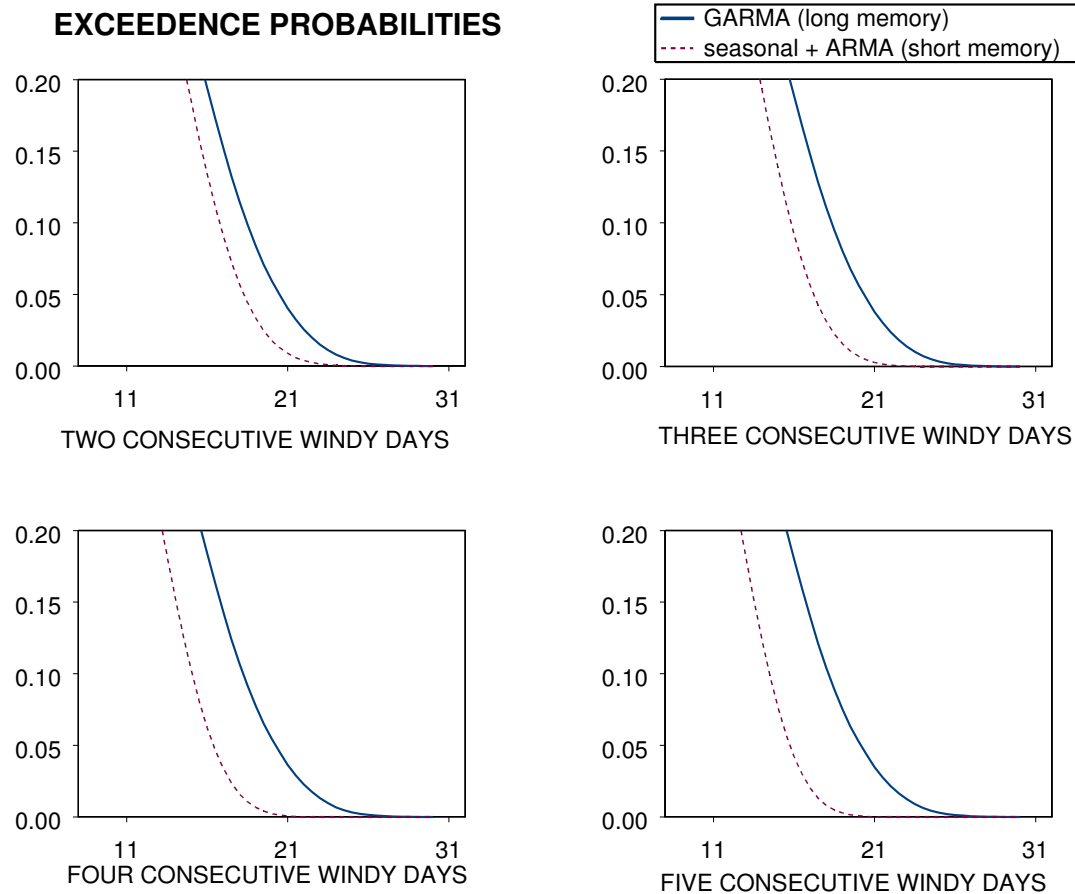 EXCEEDENCE PROBABILITIES
GARMA (long memory)
seasonal + ARMA (short memory)
0.20
0.15
0.10
0.05
0.00
11 21 31
TWO CONSECUTIVE WINDY DAYS
0.20
0.15
0.10
0.05
0.00
11 21 31
THREE CONSECUTIVE WINDY DAYS
0.20
0.15
0.10
0.05
0.00
11 21 31
FOUR CONSECUTIVE WINDY DAYS
0.20
0.15
0.10
0.05
0.00
11 21 31
FIVE CONSECUTIVE WINDY DAYS